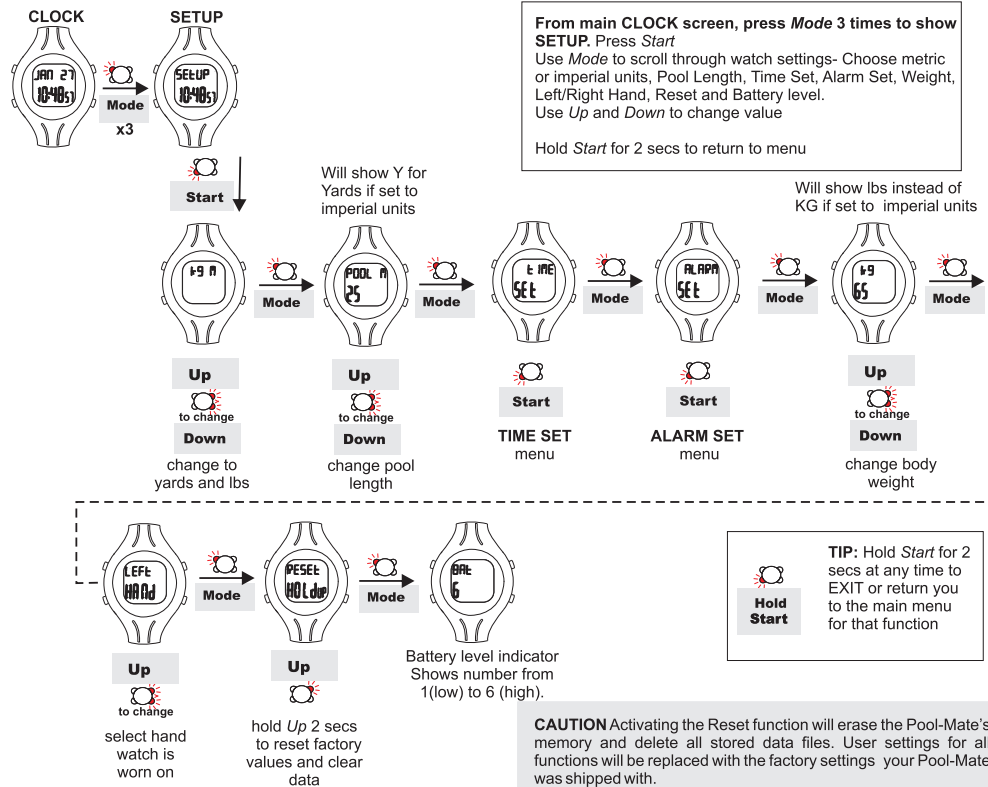 CLOCK
SETUP
JAN 27
10:48 57
Mode
x3
SEtUP
10:48 57
From main CLOCK screen, press Mode 3 times to show
SETUP. Press Start
Use Mode to scroll through watch settings- Choose metric
or imperial units, Pool Length, Time Set, Alarm Set, Weight,
Left/Right Hand, Reset and Battery level.
Use Up and Down to change value
Hold Start for 2 secs to return to menu
Start
Will show Y for
Yards if set to
imperial units
Will show lbs instead of
KG if set to  imperial units
kg M
Mode
POOL M
25
Mode
tIME
SEt
Mode
ALARM
SEt
Mode
kg
65
Mode
Up
to change
Down
change to
yards and lbs
Up
to change
Down
change pool
length
Start
TIME SET
menu
Start
ALARM SET
menu
Up
to change
Down
change body
weight
LEFt
HANd
Mode
RESEt
HOLdup
Mode
BAt
6
Up
to change
select hand
watch is
worn on
Up
hold Up 2 secs
to reset factory
values and clear
data
Battery level indicator
Shows number from
1(low) to 6 (high).
Hold
Start
TIP: Hold Start for 2
secs at any time to
EXIT or return you
to the main menu
for that function
CAUTION Activating the Reset function will erase the Pool-Mate's
memory and delete all stored data files. User settings for all
functions will be replaced with the factory settings  your Pool-Mate
was shipped with.